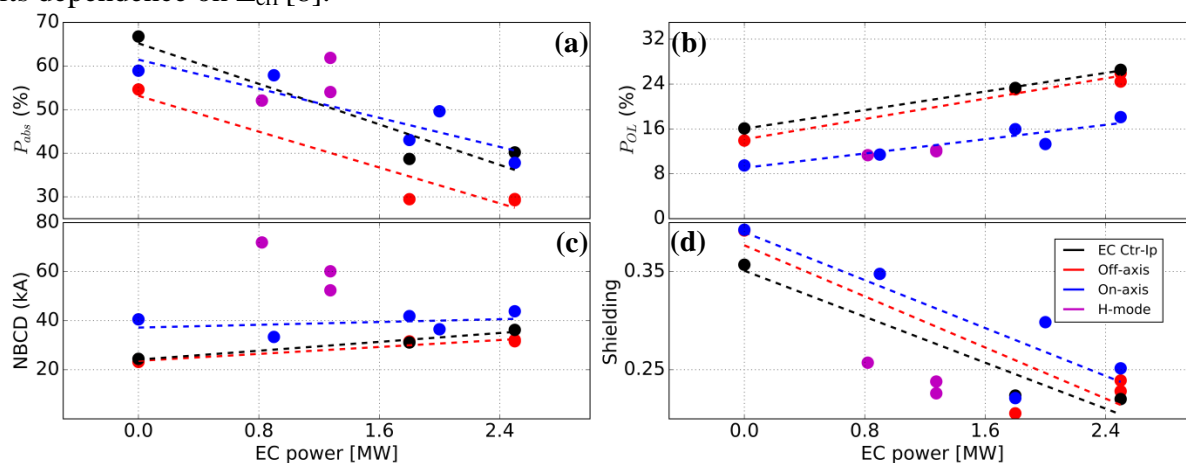 its dependence on
70
60
50
40
30
P_abs (%)
(a)
32
24
16
8
0
P_OL (%)
(b)
80
60
40
20
NBCD (kA)
(c)
0.0 0.8 1.6 2.4
EC power [MW]
0.35
0.25
Shielding
(d)
EC Ctr-Ip
Off-axis
On-axis
H-mode
0.0 0.8 1.6 2.4
EC power [MW]